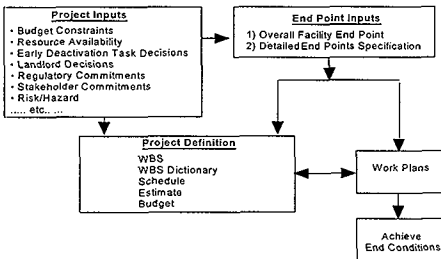 Project Inputs
• Budget Constraints
• Resource Availability
• Early Deactivation Task Decisions
• Landlord Decisions
• Regulatory Commitments
• Stakeholder Commitments
• Risk/Hazard
..... etc.. ...
End Point Inputs
1) Overall Facility End Point
2) Detailed End Points Specification
Project Definition
WBS
WBS Dictionary
Schedule
Estimate
Budget
Work Plans
Achieve
End Conditions